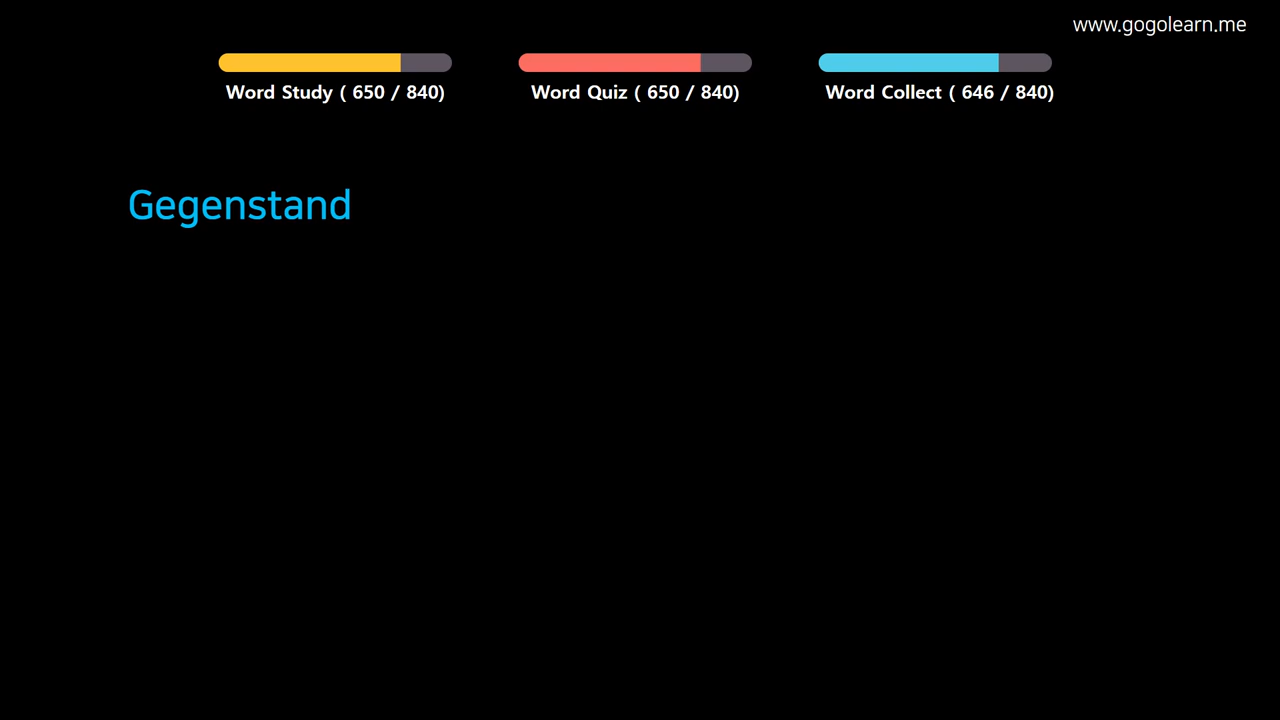 www.gogolearn.me
Word Study ( 650 / 840)
Word Quiz ( 650 / 840)
Word Collect ( 646 / 840)
Gegenstand